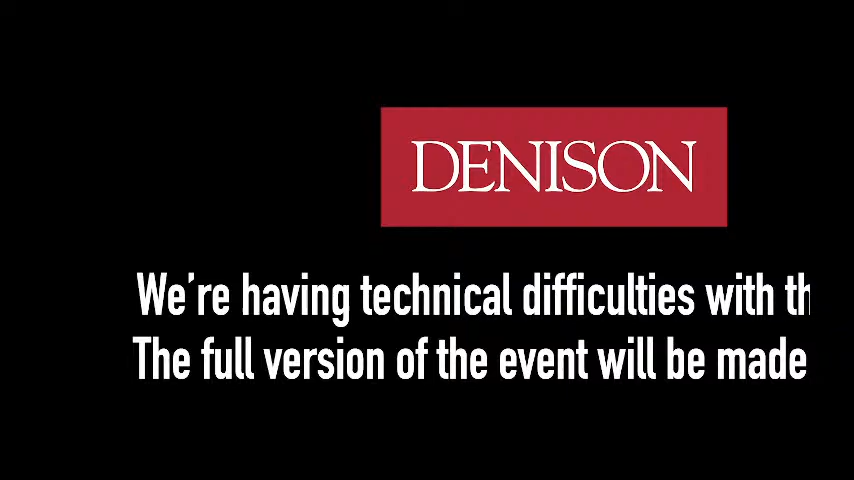 DENISON
We’re having technical difficulties with th
The full version of the event will be made